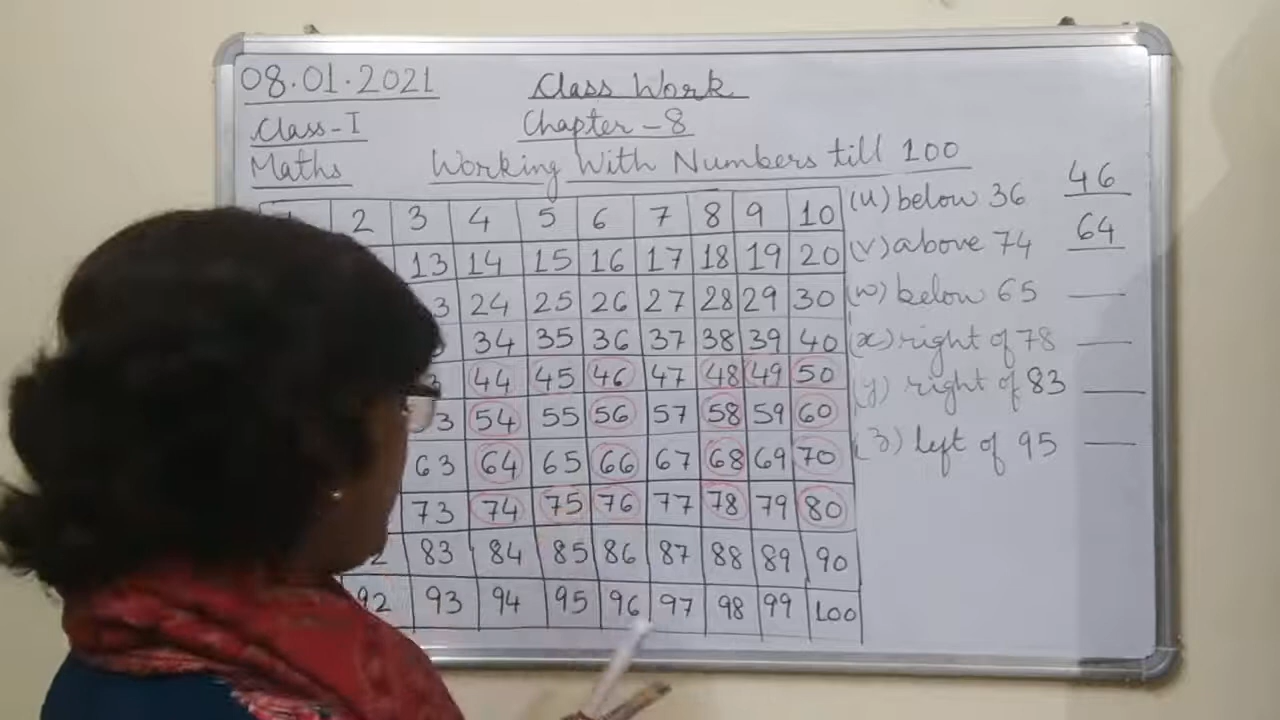 08.01.2021 Class Work
Class-I Chapter-8
Maths Working With Numbers till 100
2 3 4 5 6 7 8 9 10
13 14 15 16 17 18 19 20
24 25 26 27 28 29 30
34 35 36 37 38 39 40
44 45 46 47 48 49 50
54 55 56 57 58 59 60
63 64 65 66 67 68 69 70
73 74 75 76 77 78 79 80
83 84 85 86 87 88 89 90
92 93 94 95 96 97 98 99 100
(u) below 36 46
(v) above 74 64
(w) below 65
(x) right of 78
(y) right of 83
(z) left of 95